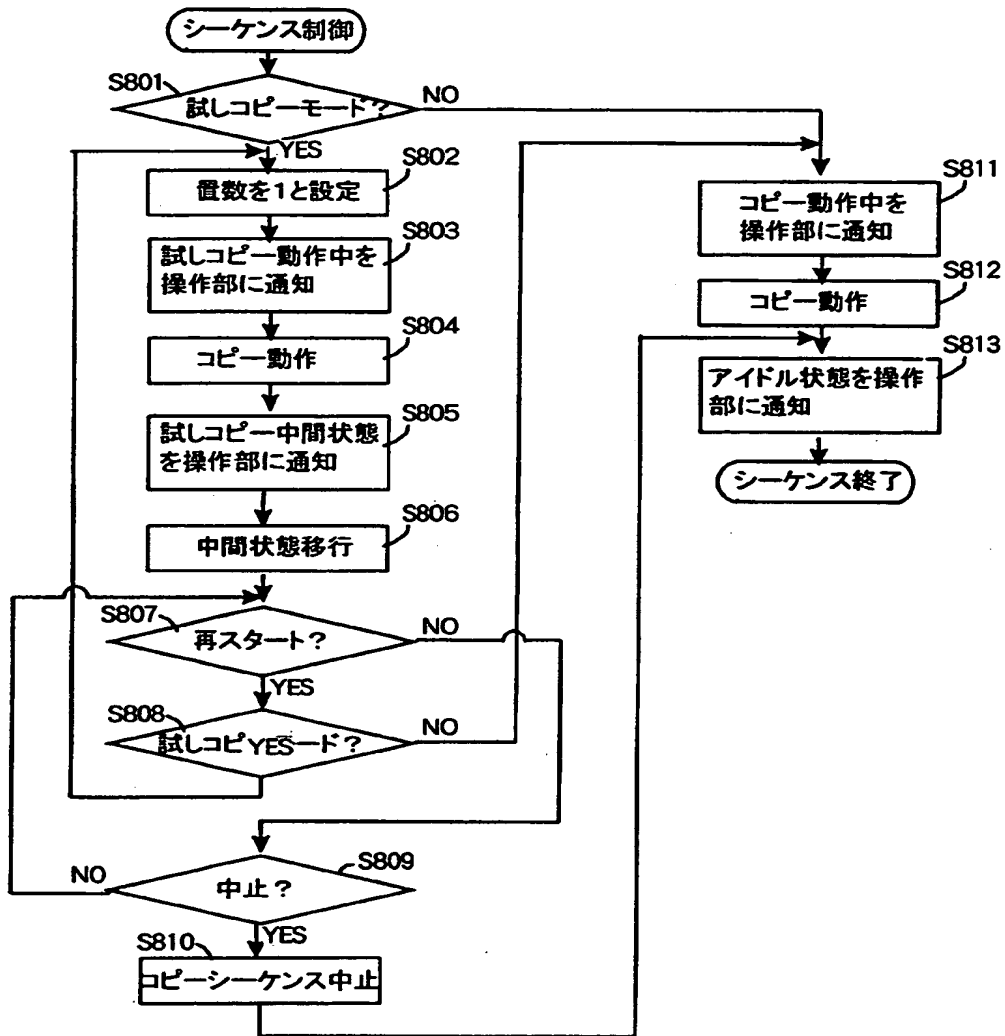 シーケンス制御
S801
試しコピーモード?
NO
YES
S802
置数を1と設定
S803
試しコピー動作中を
操作部に通知
S804
コピー動作
S805
試しコピー中間状態
を操作部に通知
S806
中間状態移行
S807
再スタート?
NO
YES
S808
試しコピYESード?
NO
S809
中止?
NO
YES
S810
コピーシーケンス中止
S811
コピー動作中を
操作部に通知
S812
コピー動作
S813
アイドル状態を操作
部に通知
シーケンス終了